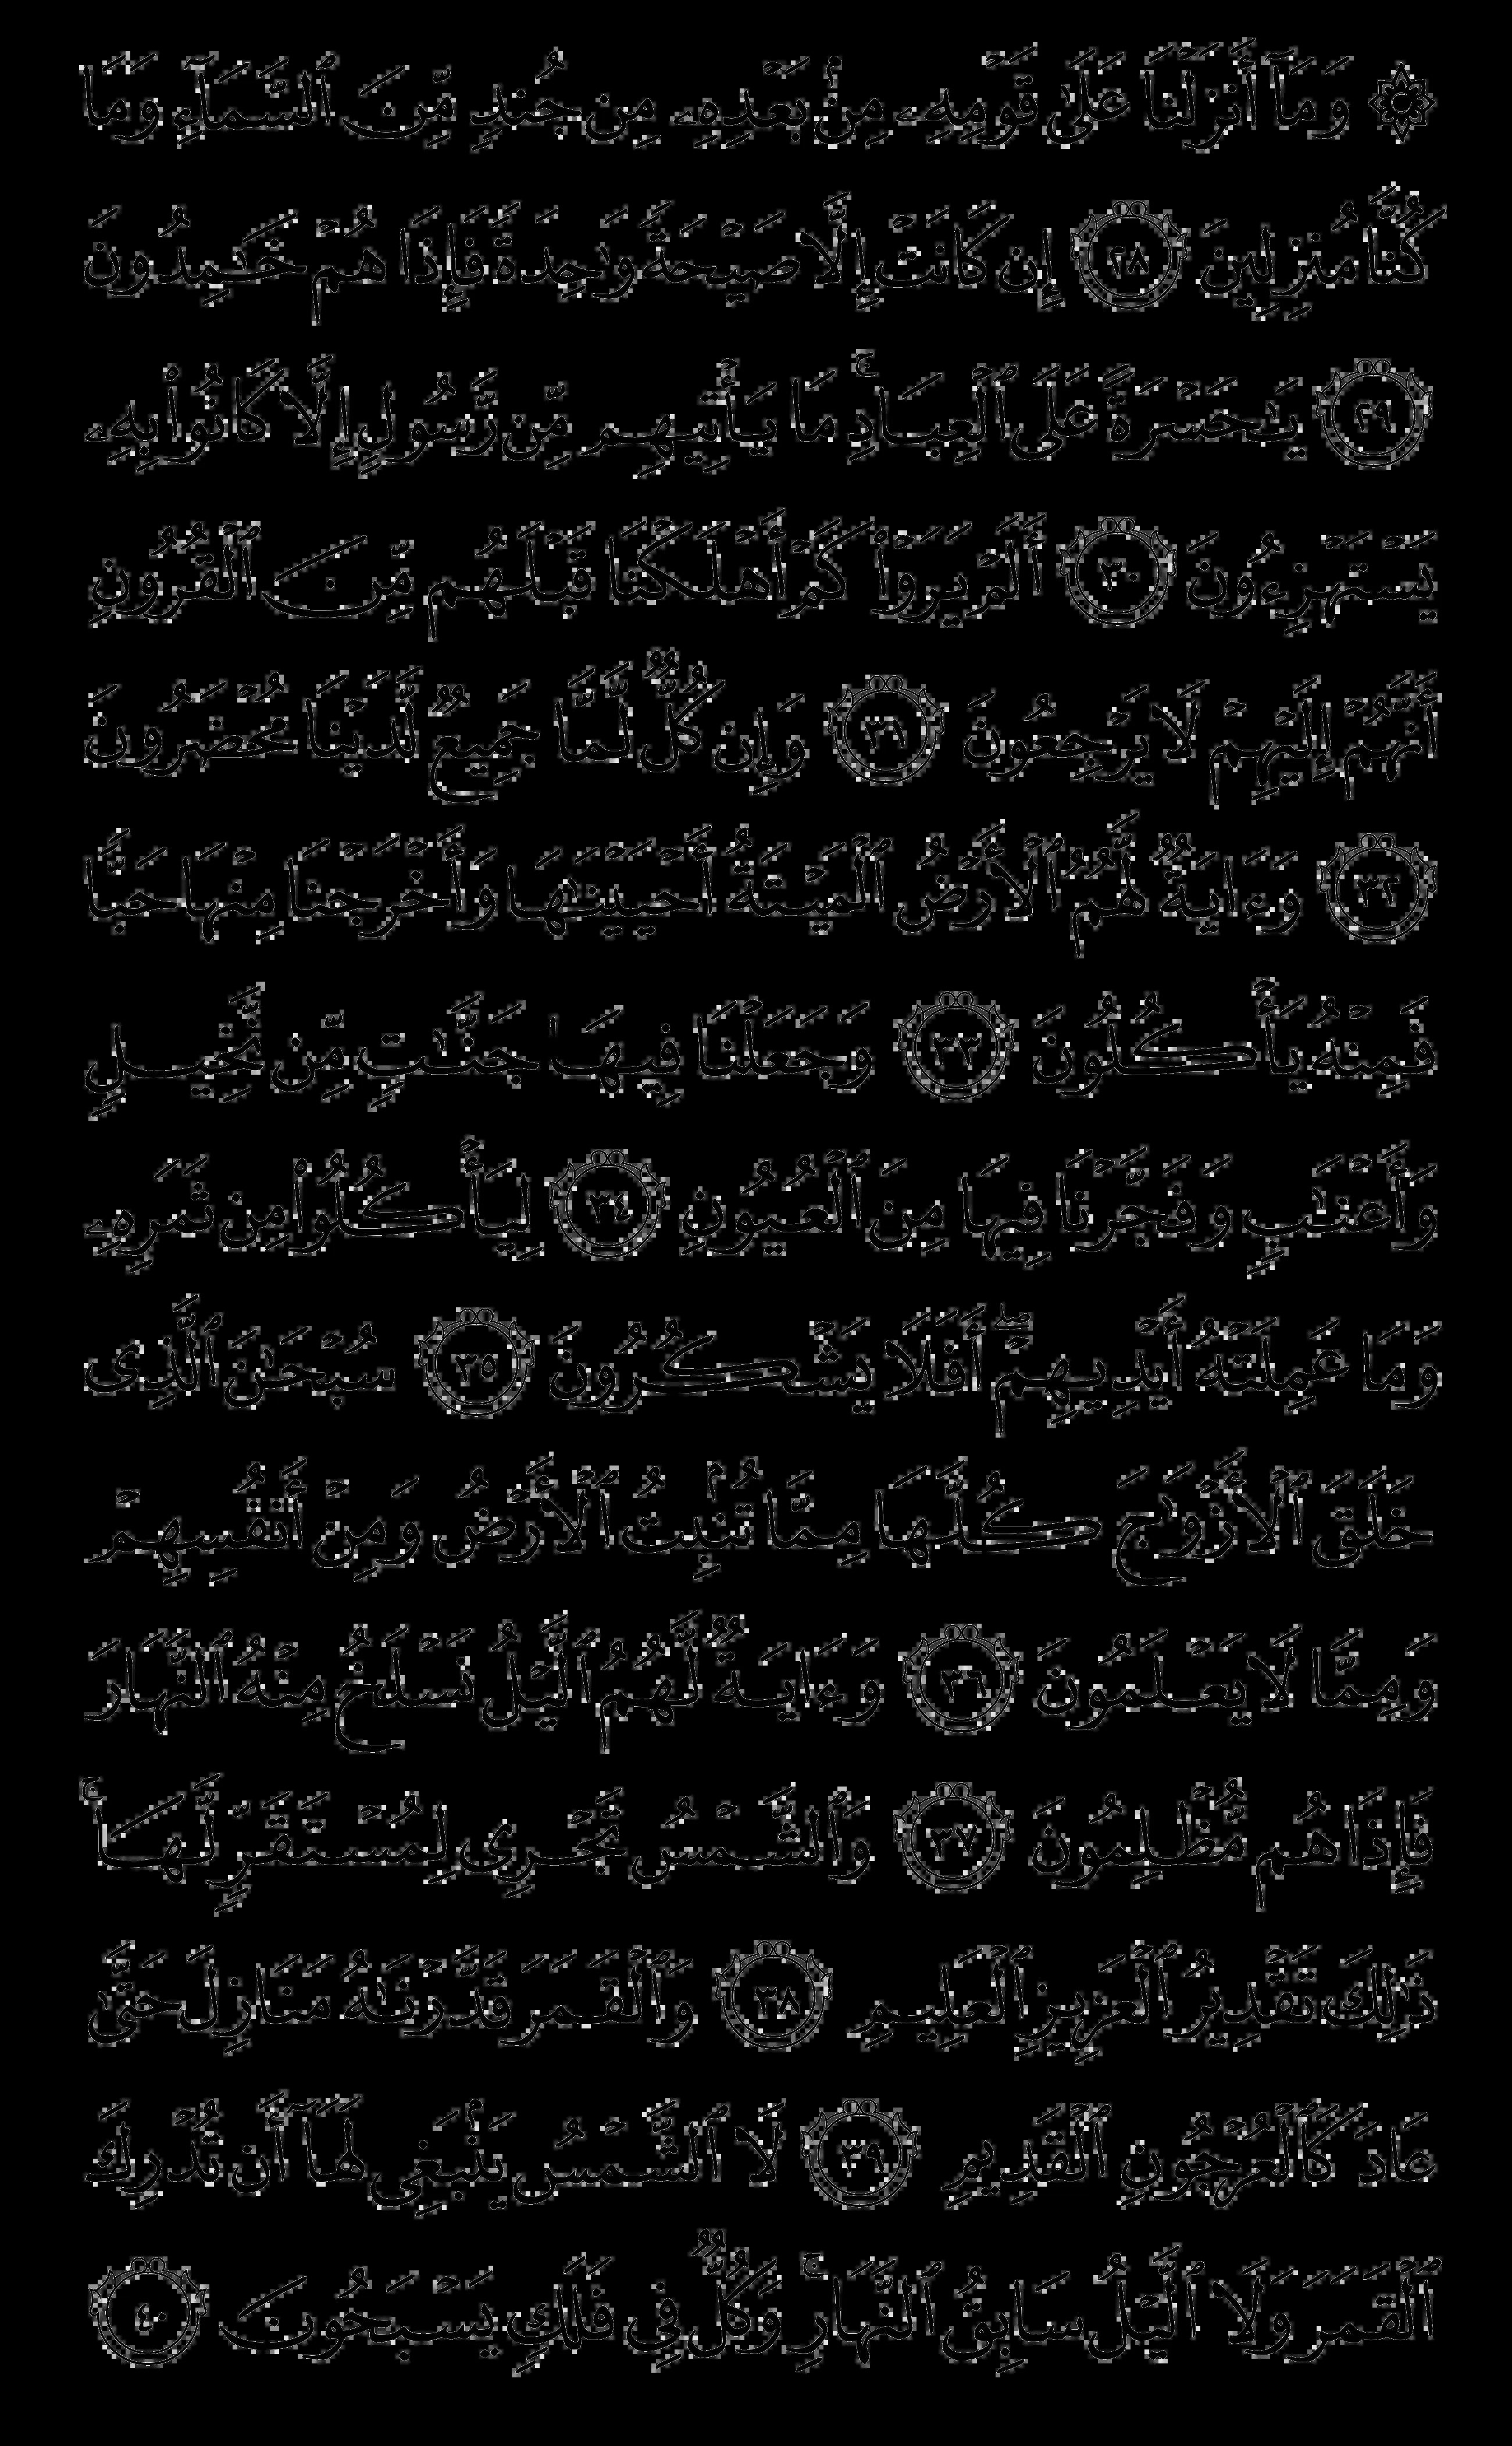 ۞ وَمَآ أَنزَلْنَا عَلَىٰ قَوْمِهِۦ مِنۢ بَعْدِهِۦ مِن جُندٍ مِّنَ ٱلسَّمَآءِ وَمَا
كُنَّا مُنزِلِينَ ٢٨ إِن كَانَتْ إِلَّا صَيْحَةً وَٰحِدَةً فَإِذَا هُمْ خَـٰمِدُونَ
٢٩ يَـٰحَسْرَةً عَلَى ٱلْعِبَادِ ۚ مَا يَأْتِيهِم مِّن رَّسُولٍ إِلَّا كَانُوا۟ بِهِۦ
يَسْتَهْزِءُونَ ٣٠ أَلَمْ يَرَوْا۟ كَمْ أَهْلَكْنَا قَبْلَهُم مِّنَ ٱلْقُرُونِ
أَنَّهُمْ إِلَيْهِمْ لَا يَرْجِعُونَ ٣١ وَإِن كُلٌّ لَّمَّا جَمِيعٌ لَّدَيْنَا مُحْضَرُونَ
٣٢ وَءَايَةٌ لَّهُمُ ٱلْأَرْضُ ٱلْمَيْتَةُ أَحْيَيْنَـٰهَا وَأَخْرَجْنَا مِنْهَا حَبًّا
فَمِنْهُ يَأْكُلُونَ ٣٣ وَجَعَلْنَا فِيهَا جَنَّـٰتٍ مِّن نَّخِيلٍ
وَأَعْنَـٰبٍ وَفَجَّرْنَا فِيهَا مِنَ ٱلْعُيُونِ ٣٤ لِيَأْكُلُوا۟ مِن ثَمَرِهِۦ
وَمَا عَمِلَتْهُ أَيْدِيهِمْ ۖ أَفَلَا يَشْكُرُونَ ٣٥ سُبْحَـٰنَ ٱلَّذِى
خَلَقَ ٱلْأَزْوَٰجَ كُلَّهَا مِمَّا تُنۢبِتُ ٱلْأَرْضُ وَمِنْ أَنفُسِهِمْ
وَمِمَّا لَا يَعْلَمُونَ ٣٦ وَءَايَةٌ لَّهُمُ ٱلَّيْلُ نَسْلَخُ مِنْهُ ٱلنَّهَارَ
فَإِذَا هُم مُّظْلِمُونَ ٣٧ وَٱلشَّمْسُ تَجْرِى لِمُسْتَقَرٍّ لَّهَا ۚ
ذَٰلِكَ تَقْدِيرُ ٱلْعَزِيزِ ٱلْعَلِيمِ ٣٨ وَٱلْقَمَرَ قَدَّرْنَـٰهُ مَنَازِلَ حَتَّىٰ
عَادَ كَٱلْعُرْجُونِ ٱلْقَدِيمِ ٣٩ لَا ٱلشَّمْسُ يَنۢبَغِى لَهَآ أَن تُدْرِكَ
ٱلْقَمَرَ وَلَا ٱلَّيْلُ سَابِقُ ٱلنَّهَارِ ۚ وَكُلٌّ فِى فَلَكٍ يَسْبَحُونَ ٤٠